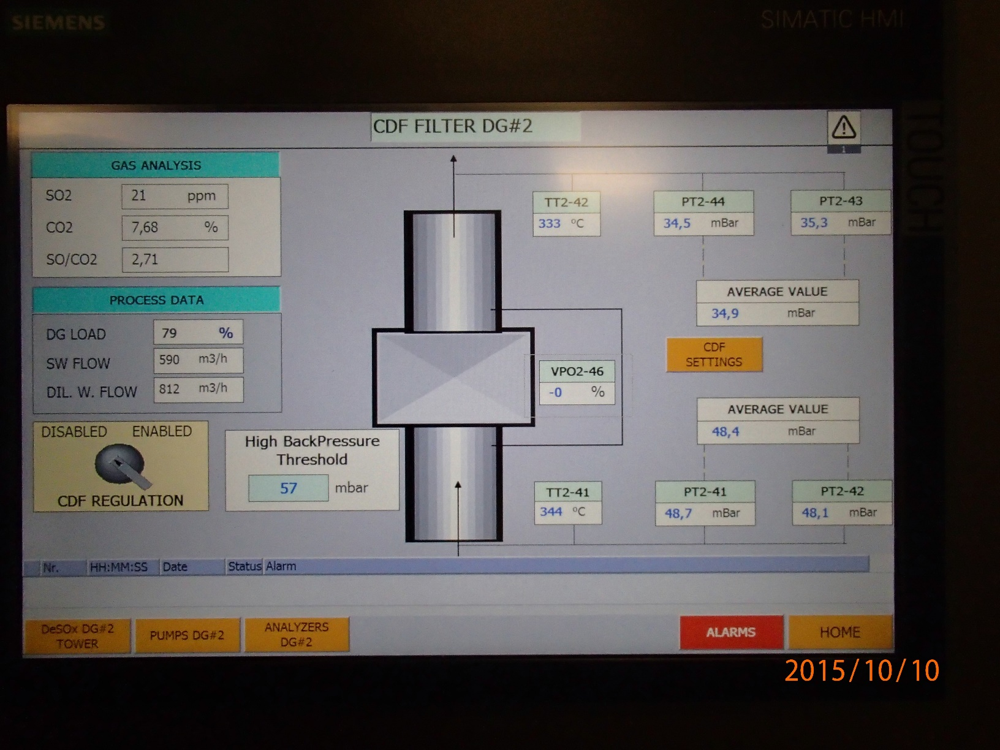 SIEMENS
SIMATIC HMI
TOUCH
CDF FILTER DG#2
1
GAS ANALYSIS
SO2 21 ppm
CO2 7,68 %
SO/CO2 2,71
PROCESS DATA
DG LOAD 79 %
SW FLOW 590 m3/h
DIL. W. FLOW 812 m3/h
DISABLED ENABLED
CDF REGULATION
High BackPressure
Threshold
57 mbar
TT2-42
333 °C
PT2-44
34,5 mBar
PT2-43
35,3 mBar
AVERAGE VALUE
34,9 mBar
CDF
SETTINGS
VPO2-46
-0 %
AVERAGE VALUE
48,4 mBar
TT2-41
344 °C
PT2-41
48,7 mBar
PT2-42
48,1 mBar
Nr. HH:MM:SS Date Status Alarm
DeSOx DG#2
TOWER
PUMPS DG#2
ANALYZERS
DG#2
ALARMS
HOME
2015/10/10